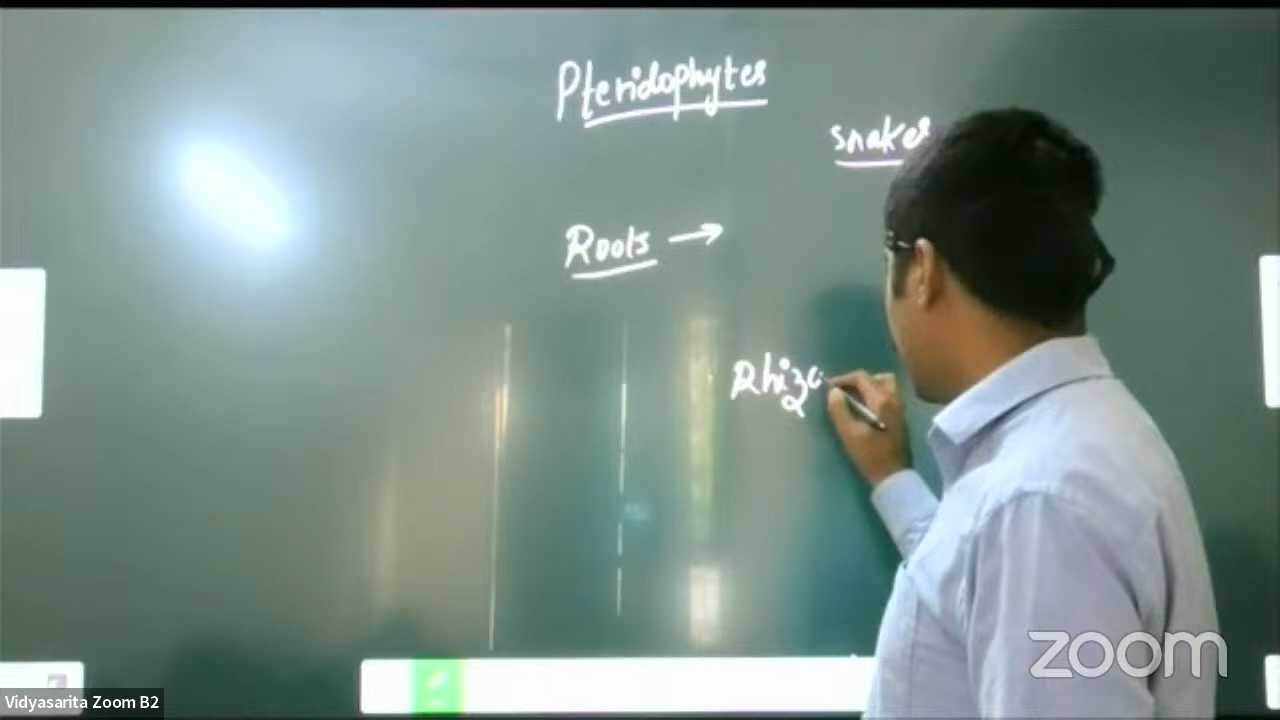 Pteridophytes
snakes
Roots →
Rhizo
zoom
Vidyasarita Zoom B2